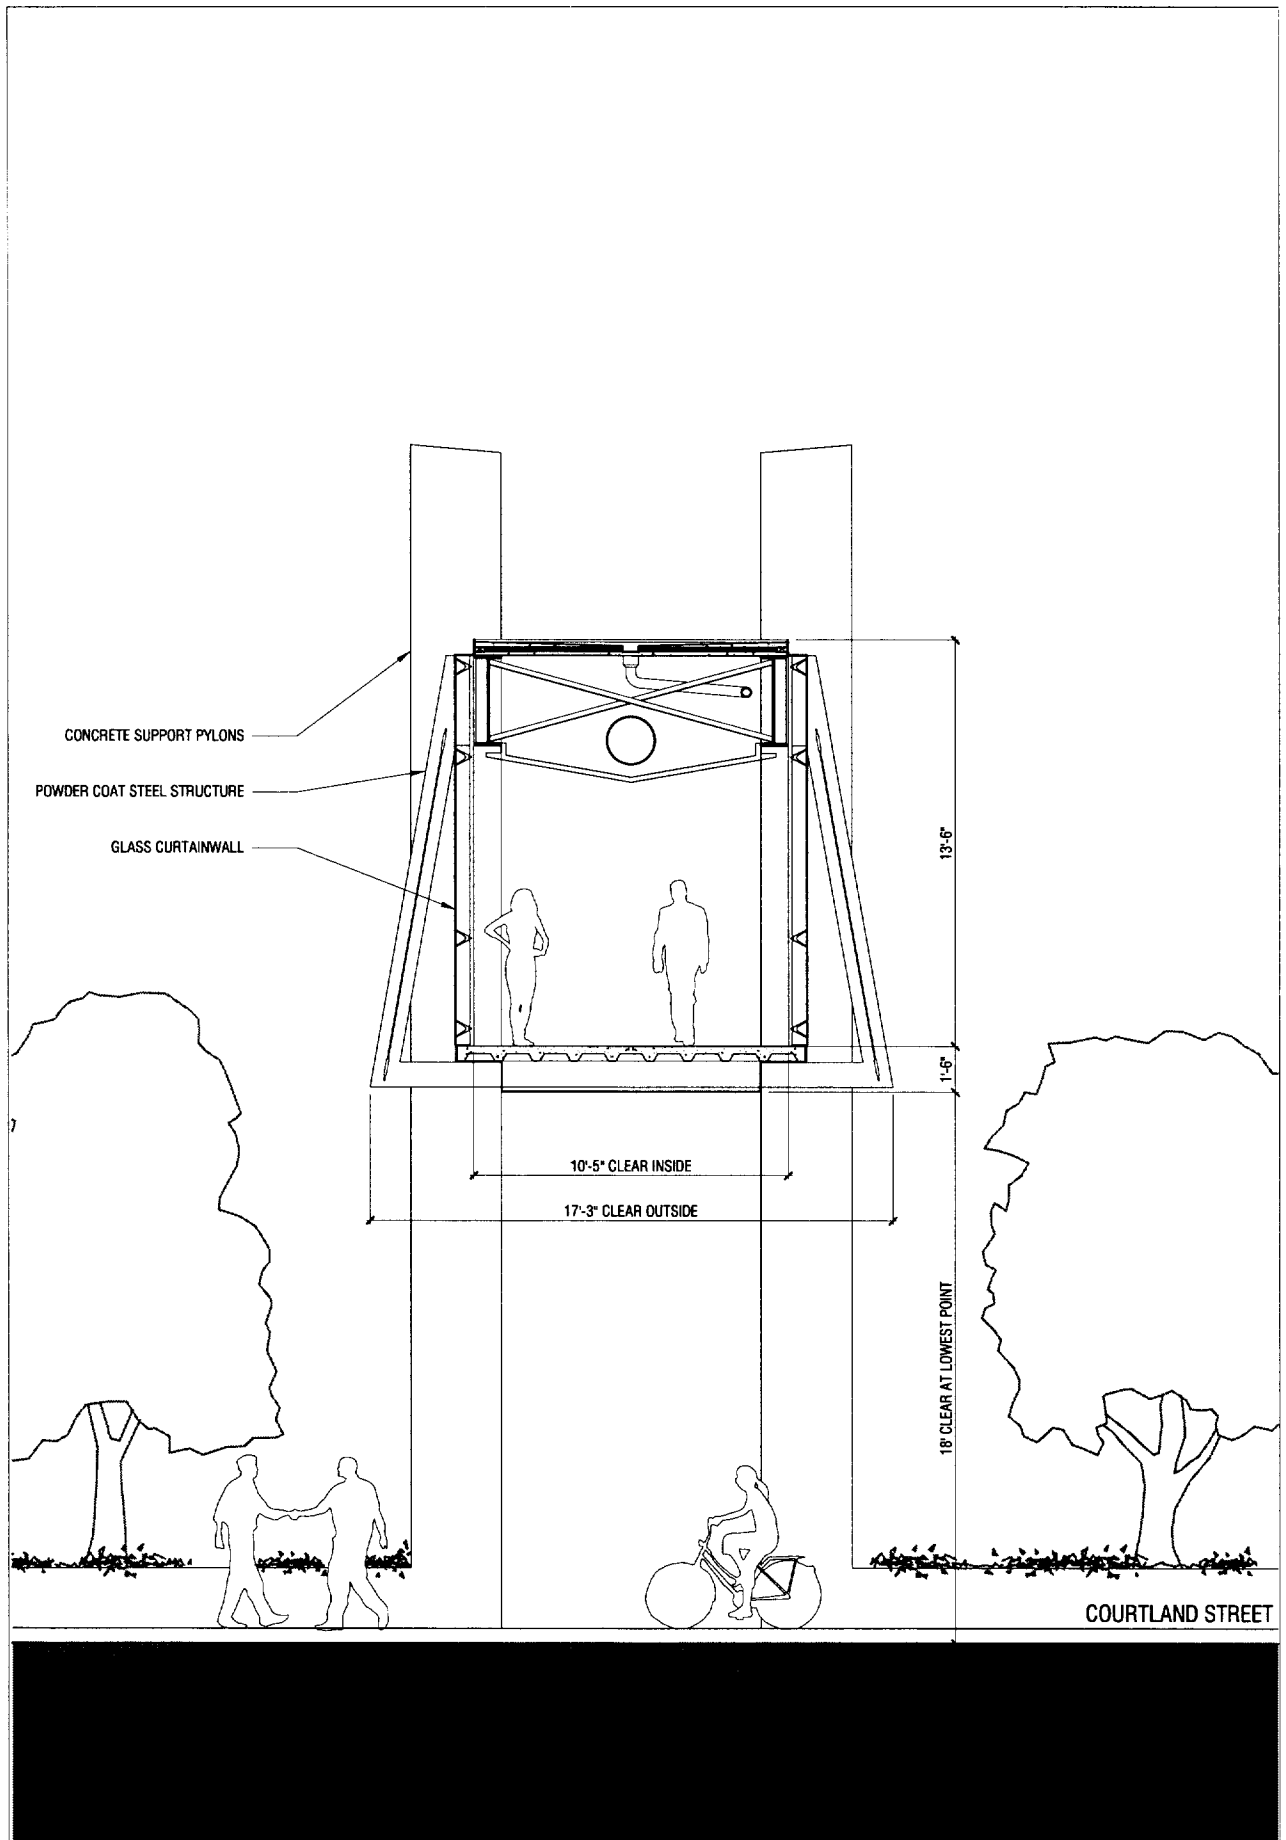 CONCRETE SUPPORT PYLONS
POWDER COAT STEEL STRUCTURE
GLASS CURTAINWALL
13'-6"
1'-6"
10'-5" CLEAR INSIDE
17'-3" CLEAR OUTSIDE
18' CLEAR AT LOWEST POINT
COURTLAND STREET